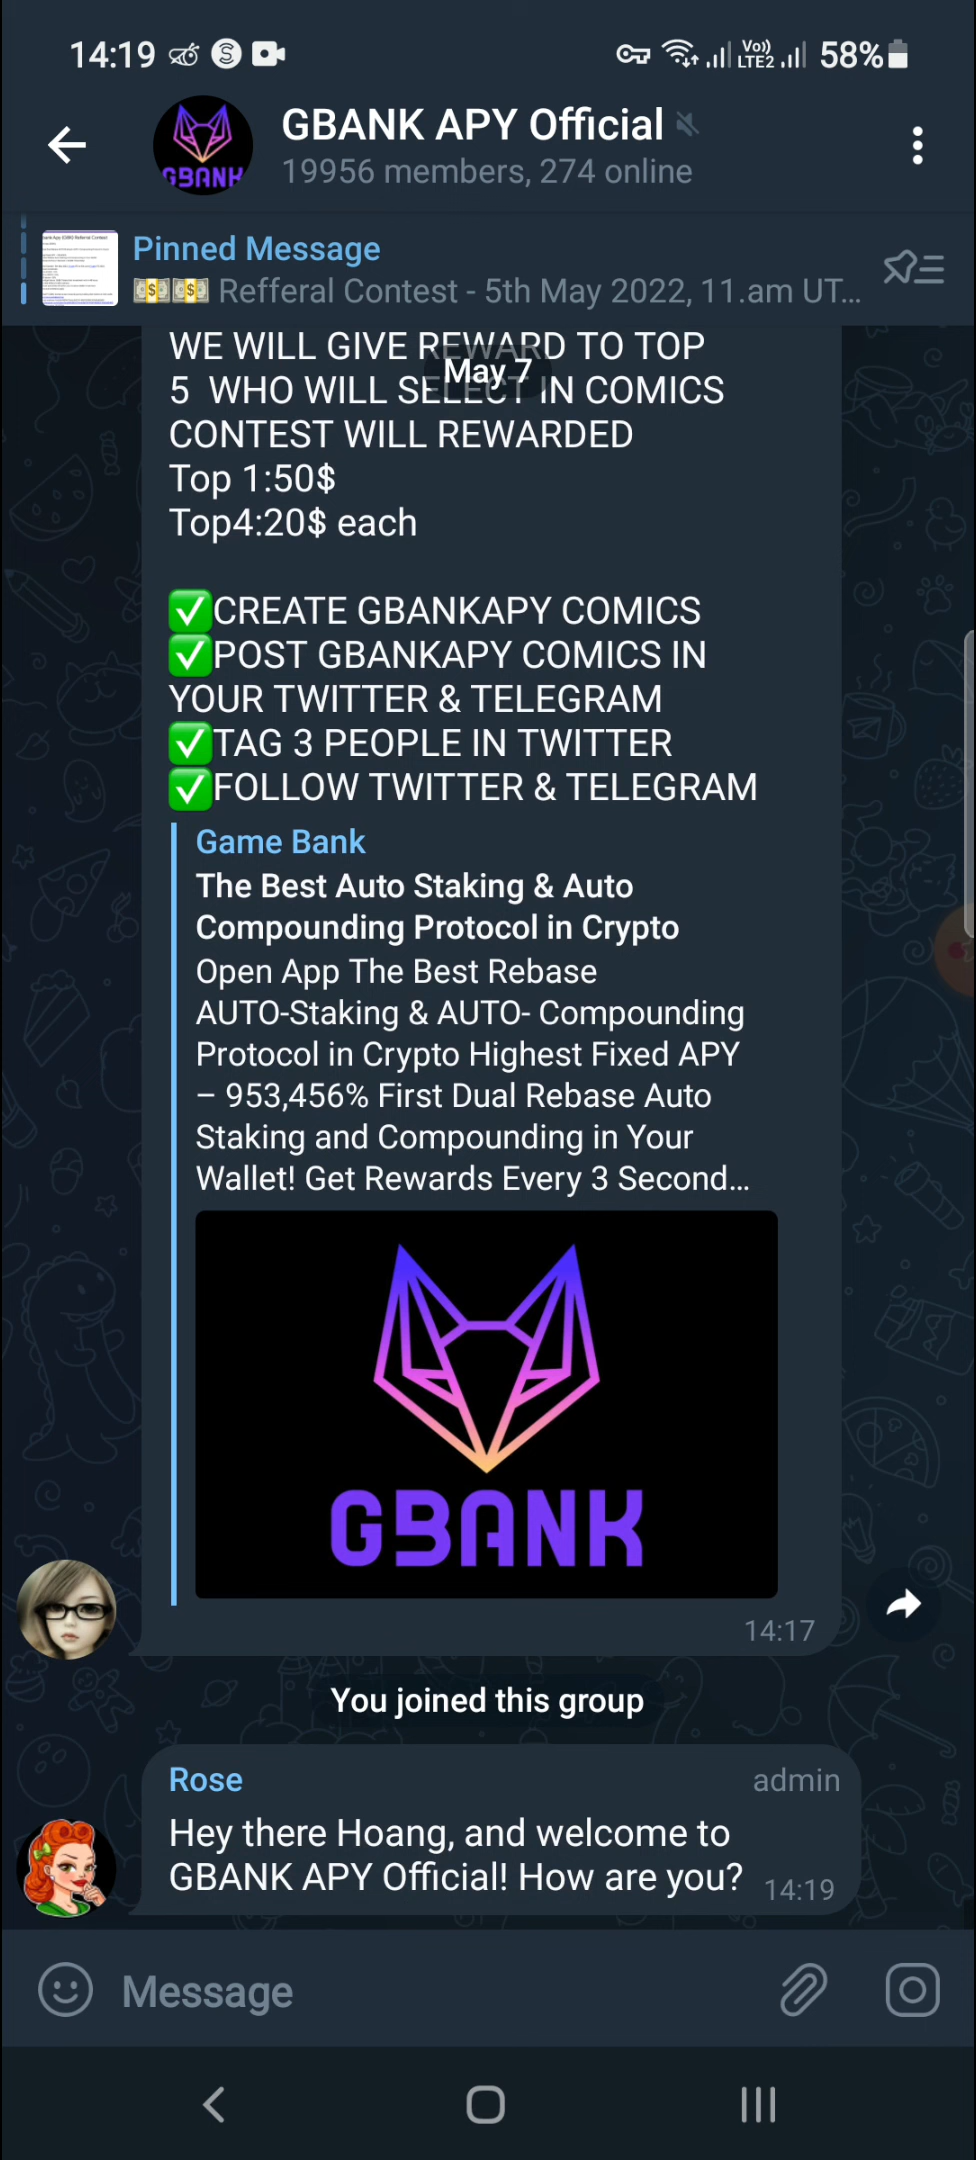 14:19
Vo))
LTE2
58%
GBANK APY Official
19956 members, 274 online
GBANK
Pinned Message
💵💵 Refferal Contest - 5th May 2022, 11.am UT...
WE WILL GIVE REWARD TO TOP
May 7
5 WHO WILL SELECT IN COMICS
CONTEST WILL REWARDED
Top 1:50$
Top4:20$ each
✅CREATE GBANKAPY COMICS
✅POST GBANKAPY COMICS IN
YOUR TWITTER & TELEGRAM
✅TAG 3 PEOPLE IN TWITTER
✅FOLLOW TWITTER & TELEGRAM
Game Bank
The Best Auto Staking & Auto
Compounding Protocol in Crypto
Open App The Best Rebase
AUTO-Staking & AUTO- Compounding
Protocol in Crypto Highest Fixed APY
– 953,456% First Dual Rebase Auto
Staking and Compounding in Your
Wallet! Get Rewards Every 3 Second...
GBANK
14:17
You joined this group
Rose admin
Hey there Hoang, and welcome to
GBANK APY Official! How are you? 14:19
Message